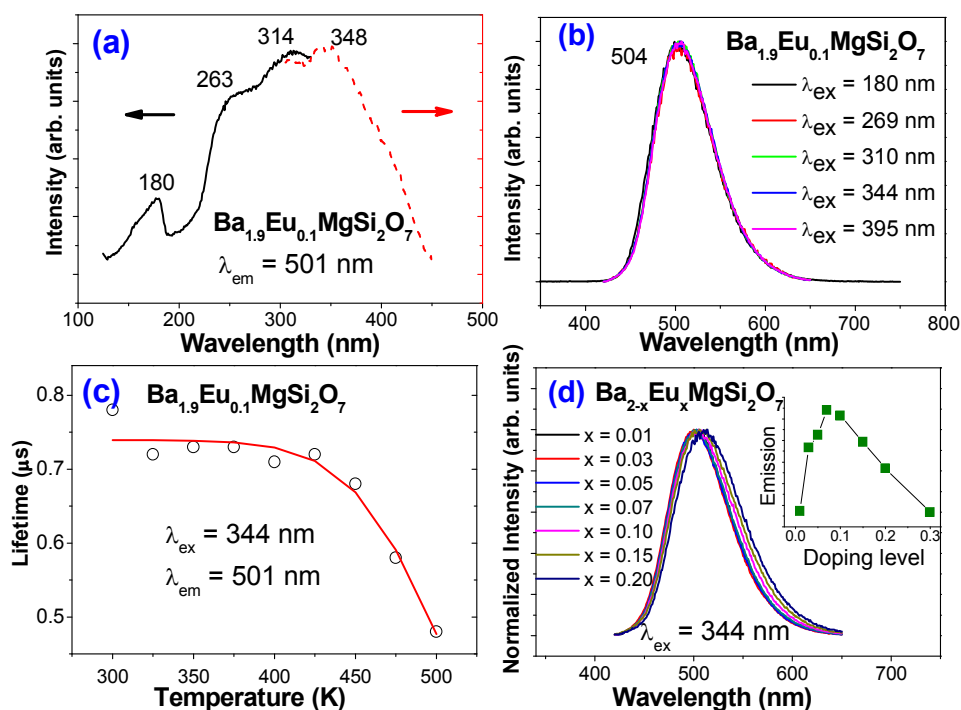 (a)
314
348
263
180
Ba1.9Eu0.1MgSi2O7
λem = 501 nm
Intensity (arb. units)
100 200 300 400 500
Wavelength (nm)
(b)
Ba1.9Eu0.1MgSi2O7
504
λex = 180 nm
λex = 269 nm
λex = 310 nm
λex = 344 nm
λex = 395 nm
Intensity (arb. units)
400 500 600 700 800
Wavelength (nm)
(c)
Ba1.9Eu0.1MgSi2O7
0.8
0.7
0.6
0.5
λex = 344 nm
λem = 501 nm
Lifetime (μs)
300 350 400 450 500
Temperature (K)
(d)
Ba2-xEuxMgSi2O7
x = 0.01
x = 0.03
x = 0.05
x = 0.07
x = 0.10
x = 0.15
x = 0.20
λex = 344 nm
Normalized Intensity (arb. units)
400 500 600 700 800
Wavelength (nm)
Emission
0.0 0.1 0.2 0.3
Doping level